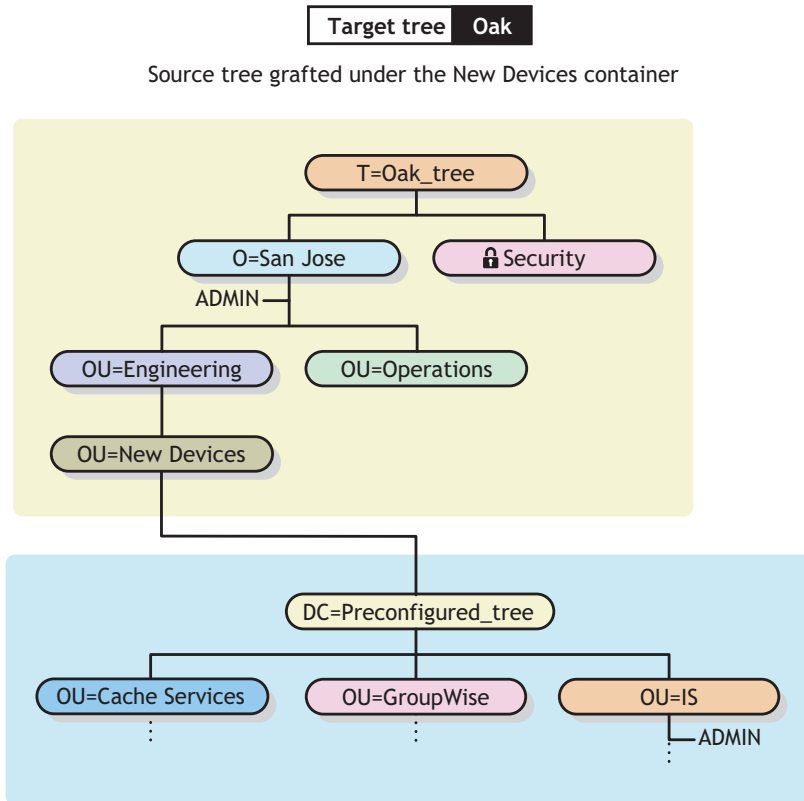 Target tree Oak
Source tree grafted under the New Devices container
T=Oak_tree
O=San Jose
Security
ADMIN
OU=Engineering
OU=Operations
OU=New Devices
DC=Preconfigured_tree
OU=Cache Services
OU=GroupWise
OU=IS
ADMIN